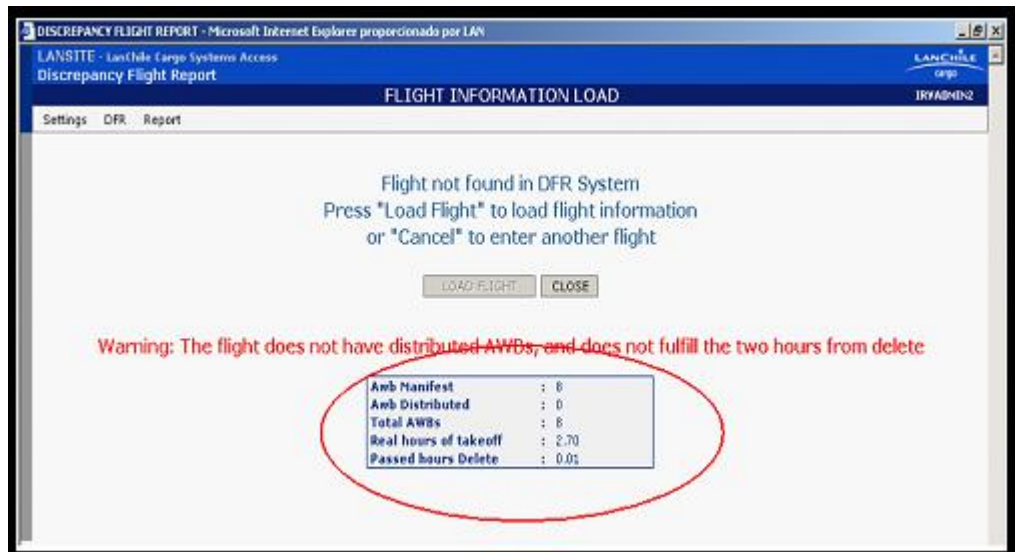 DISCREPANCY FLIGHT REPORT - Microsoft Internet Explorer proporcionado por LAN
LANSITE - LanChile Cargo Systems Access
Discrepancy Flight Report
LANCHILE
cargo
FLIGHT INFORMATION LOAD
IRYADMIN2
Settings DFR Report
Flight not found in DFR System
Press "Load Flight" to load flight information
or "Cancel" to enter another flight
LOAD FLIGHT CLOSE
Warning: The flight does not have distributed AWBs, and does not fulfill the two hours from delete
Awb Manifest : 8
Awb Distributed : 0
Total AWBs : 8
Real hours of takeoff : 2.70
Passed hours Delete : 0.01